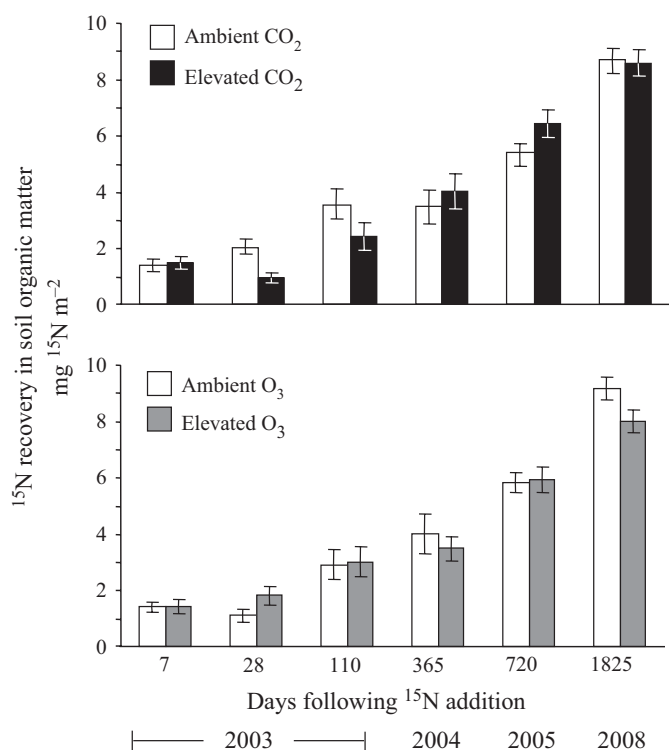 10
8
6
4
2
0
Ambient CO₂
Elevated CO₂
¹⁵N recovery in soil organic matter
mg ¹⁵N m⁻²
10
8
6
4
2
0
Ambient O₃
Elevated O₃
7 28 110 365 720 1825
Days following ¹⁵N addition
2003 2004 2005 2008